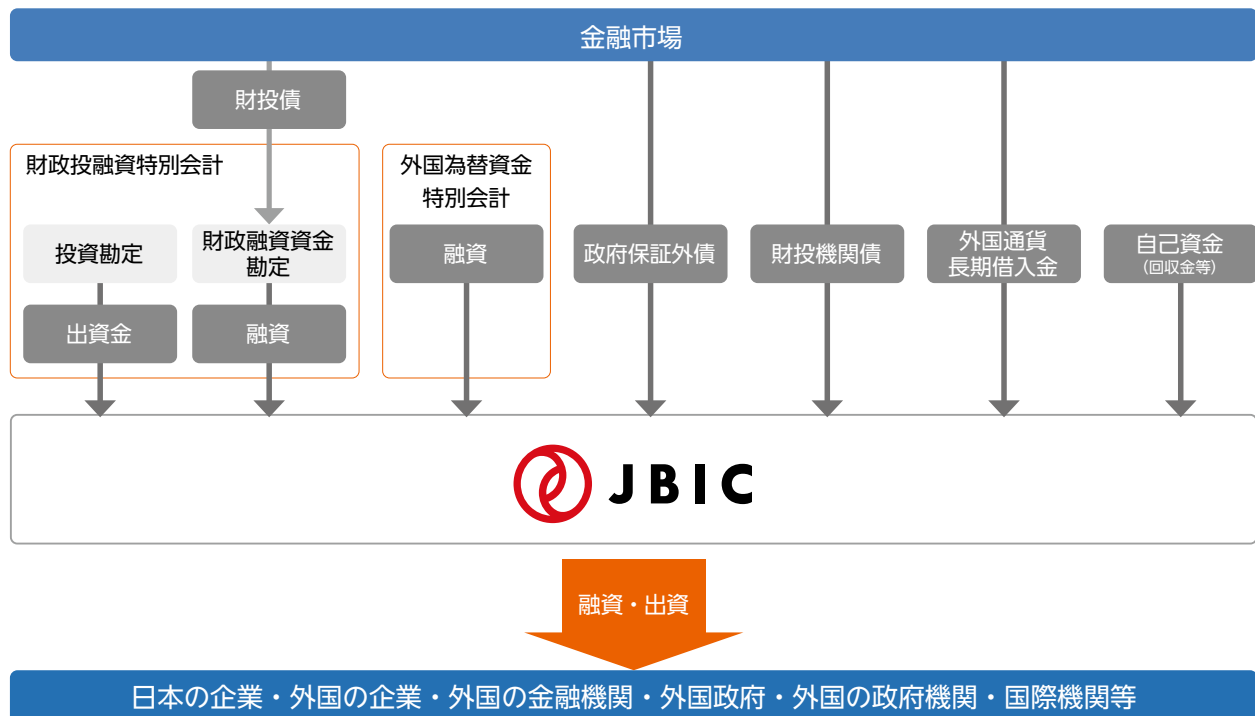 金融市場
財投債
財政投融資特別会計
外国為替資金
特別会計
投資勘定
財政融資資金
勘定
融資
政府保証外債
財投機関債
外国通貨
長期借入金
自己資金
(回収金等)
出資金
融資
JBIC
融資・出資
日本の企業・外国の企業・外国の金融機関・外国政府・外国の政府機関・国際機関等